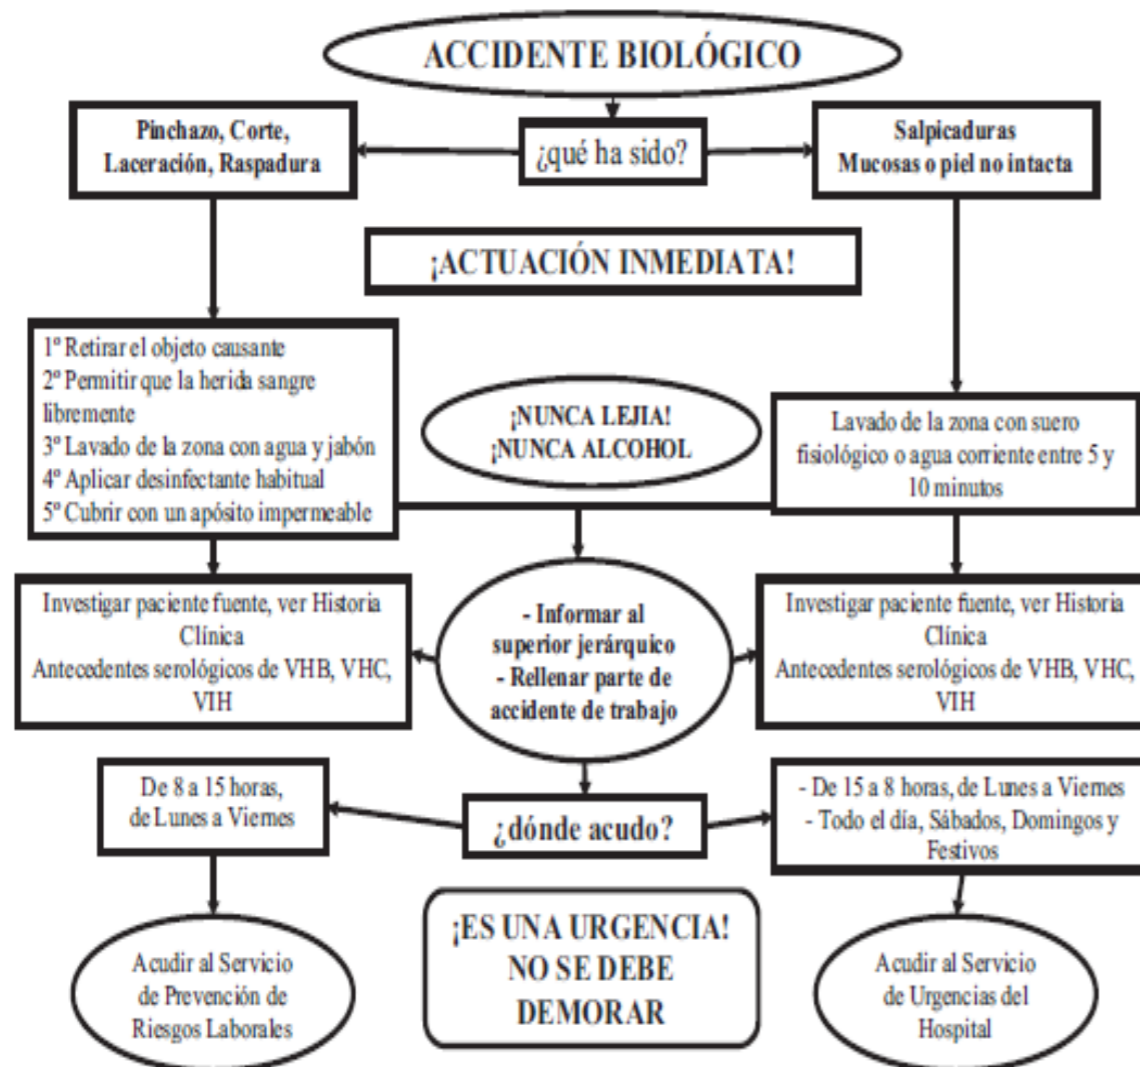 ACCIDENTE BIOLÓGICO
Pinchazo, Corte,
Laceración, Raspadura
¿qué ha sido?
Salpicaduras
Mucosas o piel no intacta
¡ACTUACIÓN INMEDIATA!
1º Retirar el objeto causante
2º Permitir que la herida sangre
libremente
3º Lavado de la zona con agua y jabón
4º Aplicar desinfectante habitual
5º Cubrir con un apósito impermeable
¡NUNCA LEJIA!
¡NUNCA ALCOHOL
Lavado de la zona con suero
fisiológico o agua corriente entre 5 y
10 minutos
Investigar paciente fuente, ver Historia
Clínica
Antecedentes serológicos de VHB, VHC,
VIH
- Informar al
superior jerárquico
- Rellenar parte de
accidente de trabajo
Investigar paciente fuente, ver Historia
Clínica
Antecedentes serológicos de VHB, VHC,
VIH
De 8 a 15 horas,
de Lunes a Viernes
¿dónde acudo?
- De 15 a 8 horas, de Lunes a Viernes
- Todo el día, Sábados, Domingos y
Festivos
Acudir al Servicio
de Prevención de
Riesgos Laborales
¡ES UNA URGENCIA!
NO SE DEBE
DEMORAR
Acudir al Servicio
de Urgencias del
Hospital